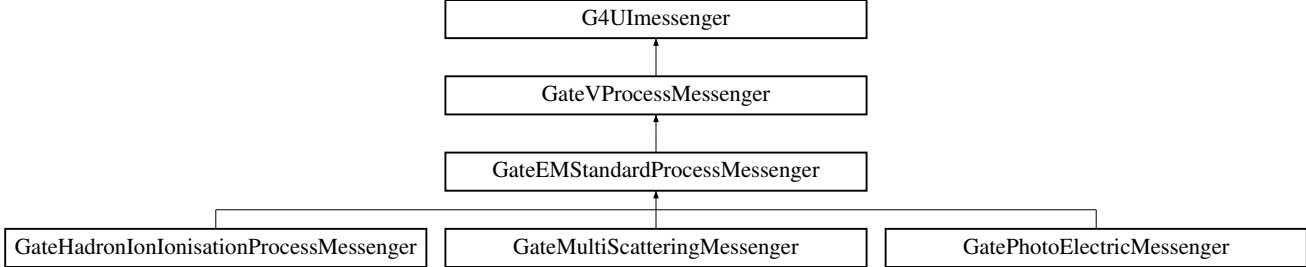 G4UImessenger
GateVProcessMessenger
GateEMStandardProcessMessenger
GateHadronIonIonisationProcessMessenger
GateMultiScatteringMessenger
GatePhotoElectricMessenger